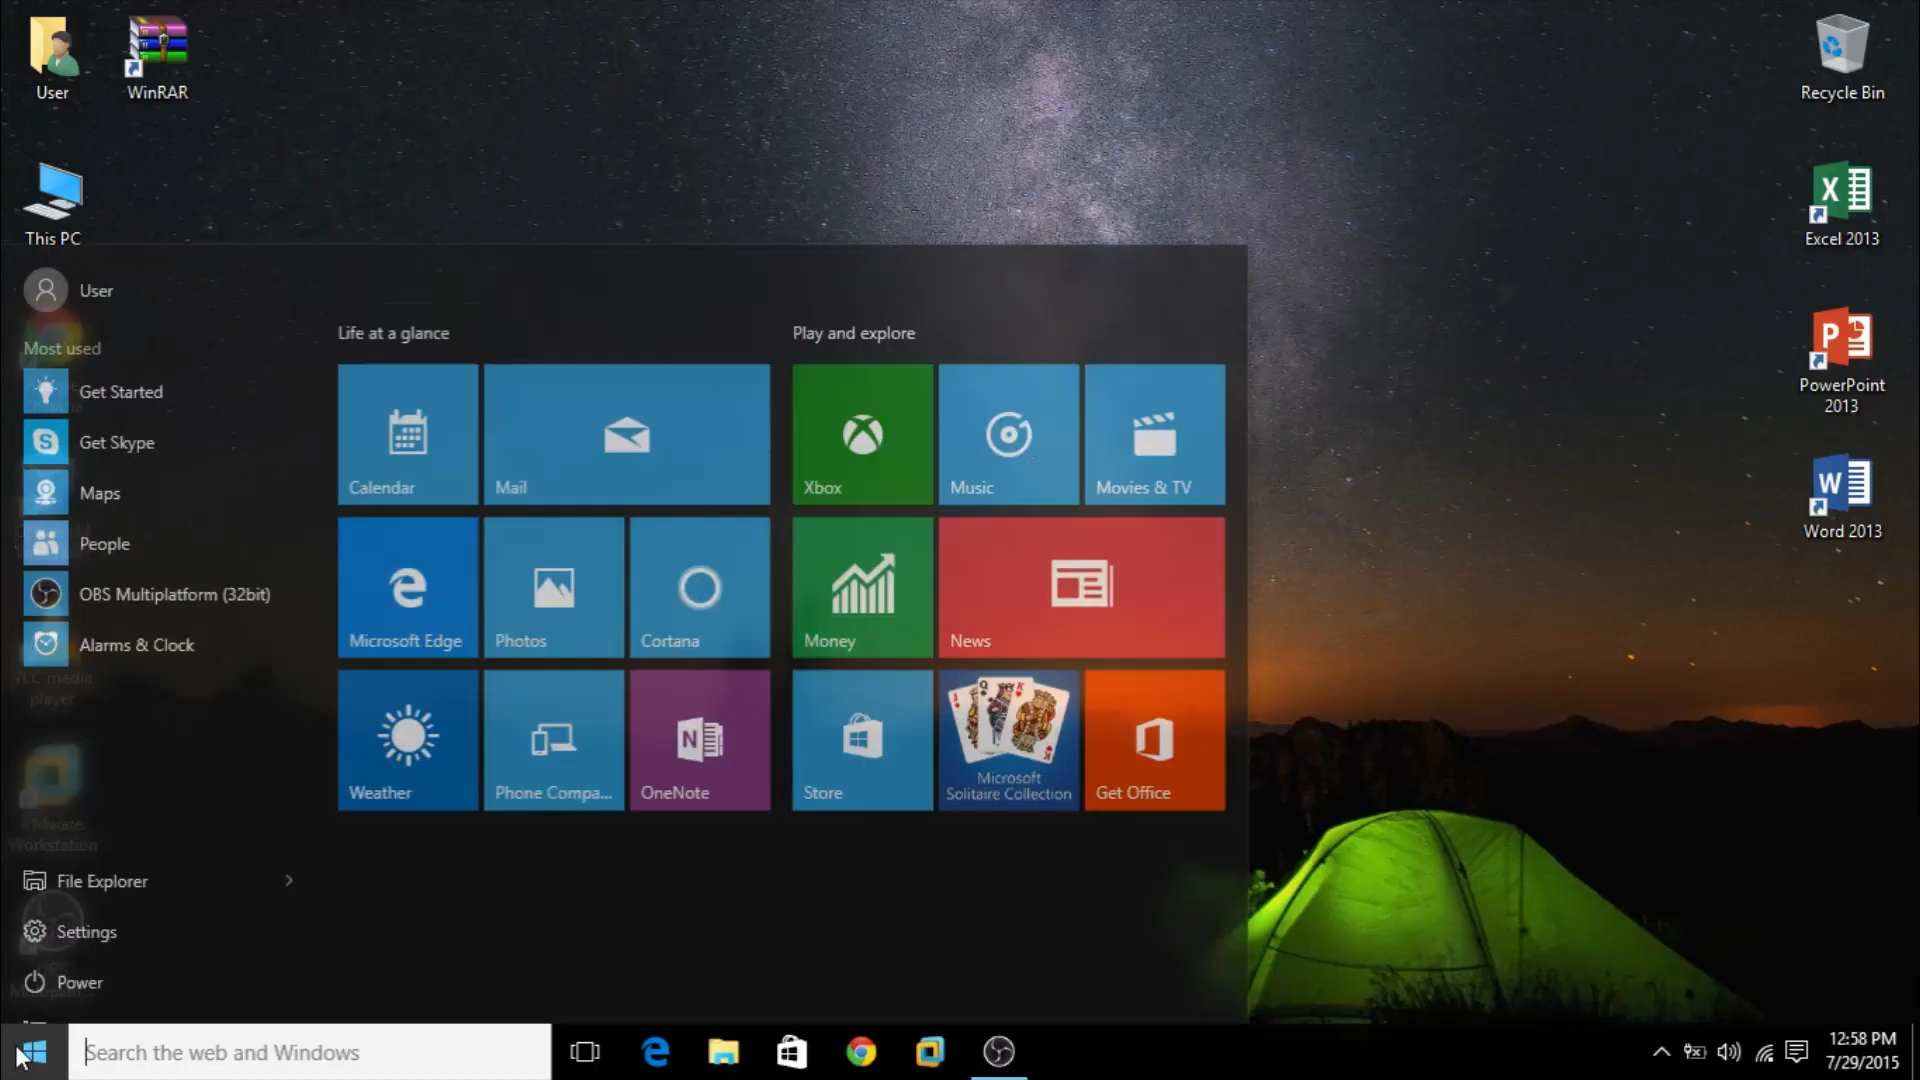 User
WinRAR
Recycle Bin
This PC
Excel 2013
PowerPoint
2013
Word 2013
User
Most used
Get Started
Get Skype
Maps
People
OBS Multiplatform (32bit)
Alarms & Clock
VLC media
player
VMware
Workstation
File Explorer
Settings
Power
Life at a glance
Calendar
Mail
Microsoft Edge
Photos
Cortana
Weather
Phone Compa...
OneNote
Play and explore
Xbox
Music
Movies & TV
Money
News
Store
Microsoft
Solitaire Collection
Get Office
Search the web and Windows
12:58 PM
7/29/2015